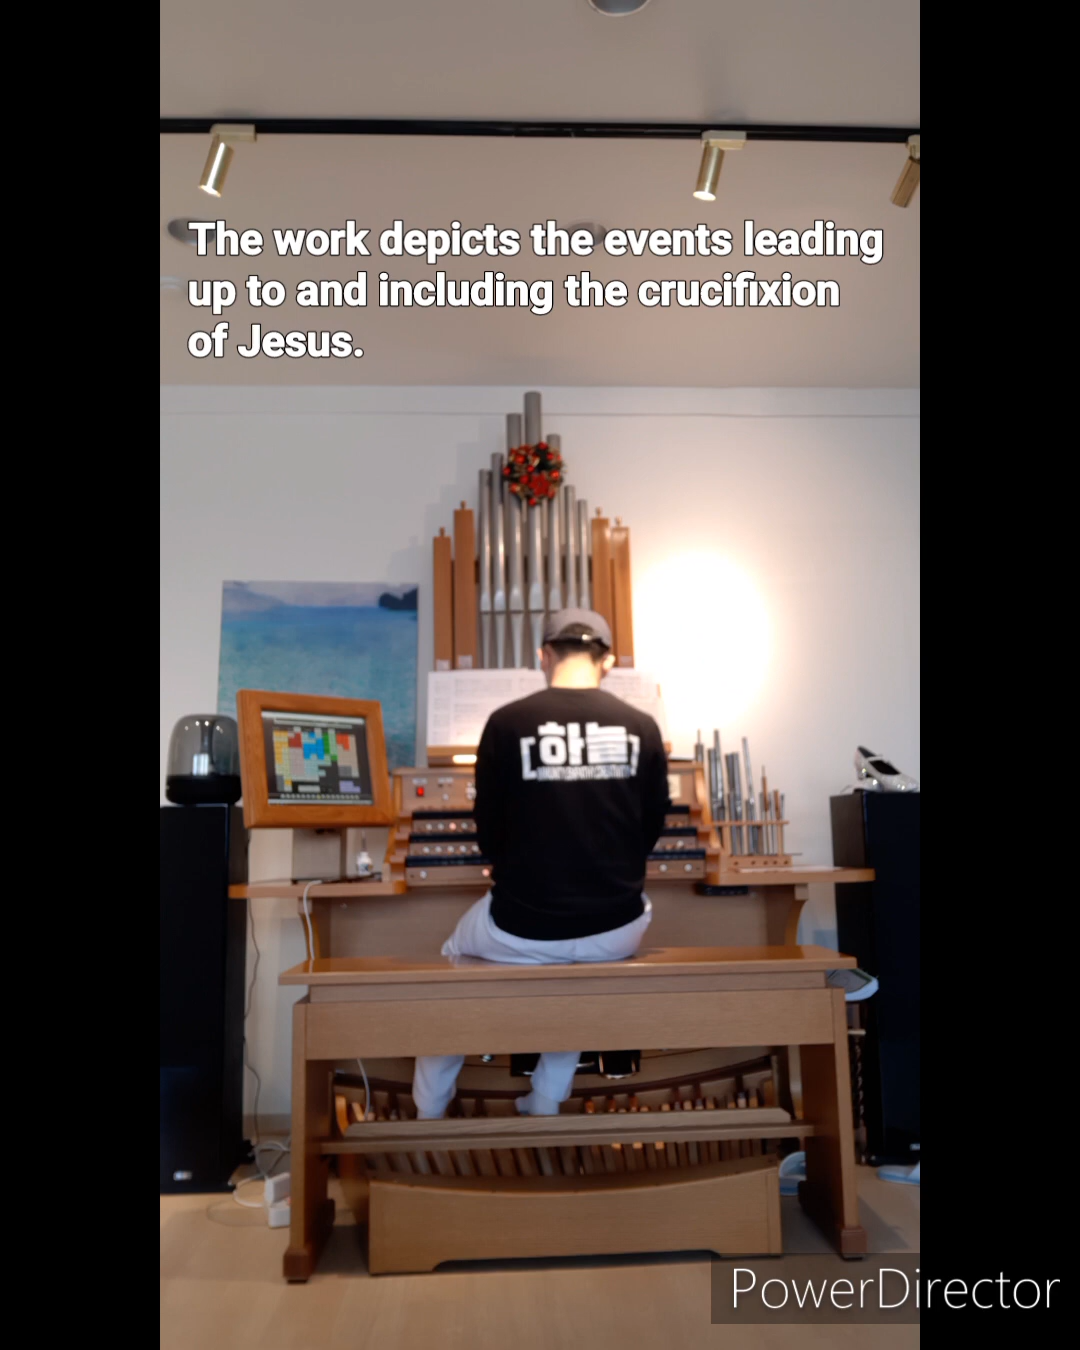 The work depicts the events leading
up to and including the crucifixion
of Jesus.
[하늘]
PowerDirector